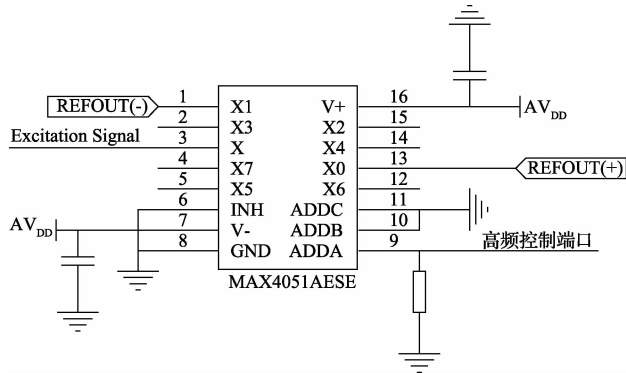 REFOUT(-)
1 X1 V+ 16 AV_DD
2 X3 X2 15
Excitation Signal 3 X X4 14
4 X7 X0 13 REFOUT(+)
5 X5 X6 12
6 INH ADDC 11
AV_DD 7 V- ADDB 10
8 GND ADDA 9 高频控制端口
MAX4051AESE